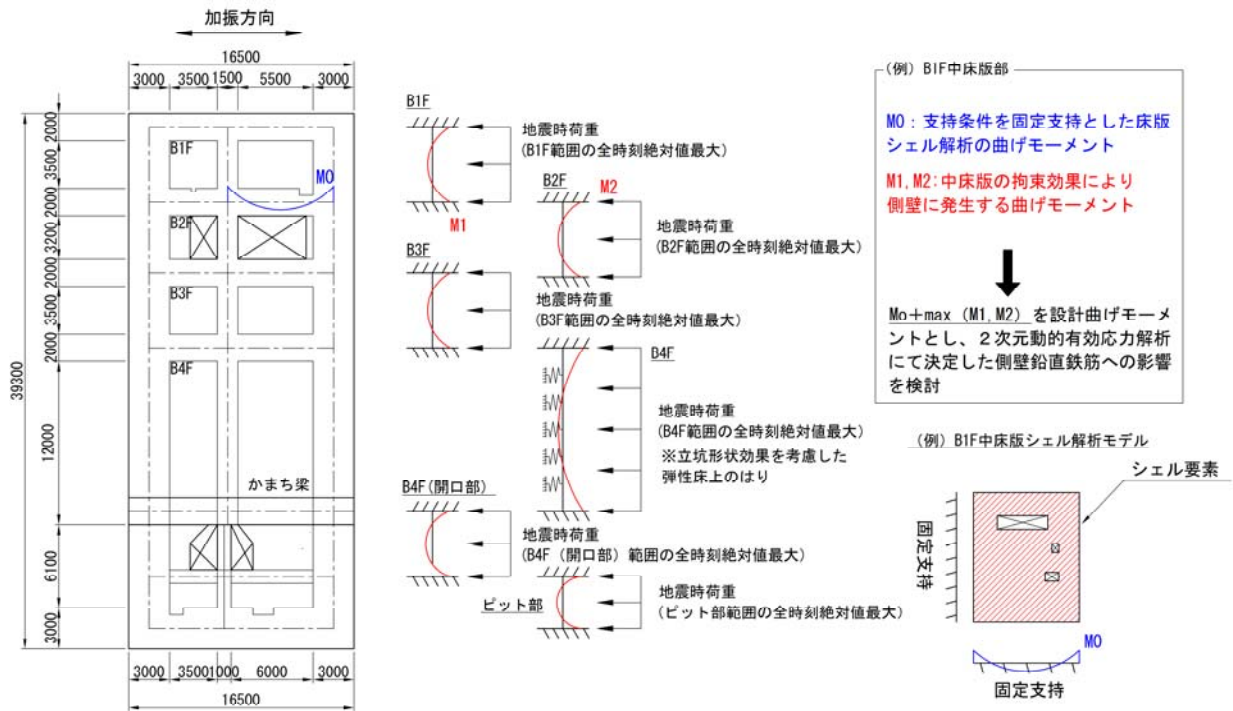 加振方向
16500
3000
3500
1500
5500
3000
2000
3500
2000
3200
2000
3500
2000
12000
6100
3000
39300
B1F
M0
B2F
B3F
B4F
かまち梁
3000
3500
1000
6000
3000
16500
B1F
地震時荷重
(B1F範囲の全時刻絶対値最大)
M1
B2F
M2
地震時荷重
(B2F範囲の全時刻絶対値最大)
B3F
地震時荷重
(B3F範囲の全時刻絶対値最大)
B4F
地震時荷重
(B4F範囲の全時刻絶対値最大)
※立坑形状効果を考慮した
弾性床上のはり
B4F(開口部)
地震時荷重
(B4F（開口部）範囲の全時刻絶対値最大)
ピット部
地震時荷重
(ピット部範囲の全時刻絶対値最大)
(例) B1F中床版部
M0：支持条件を固定支持とした床版
シェル解析の曲げモーメント
M1,M2:中床版の拘束効果により
側壁に発生する曲げモーメント
Mo＋max (M1,M2) を設計曲げモーメ
ントとし、２次元動的有効応力解析
にて決定した側壁鉛直鉄筋への影響
を検討
(例) B1F中床版シェル解析モデル
シェル要素
固定支持
M0
固定支持